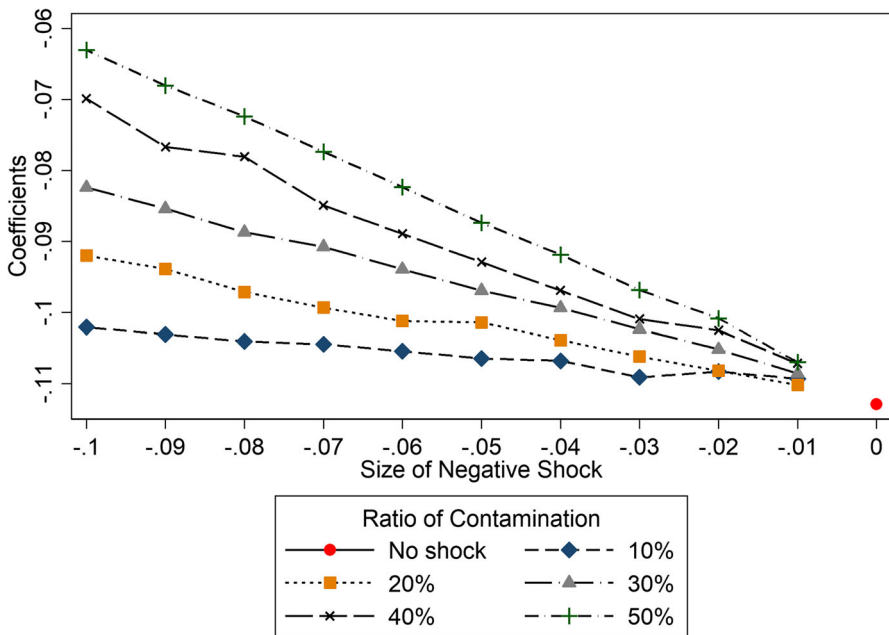 -.06
-.07
-.08
-.09
-.1
-.11
Coefficients
-.1 -.09 -.08 -.07 -.06 -.05 -.04 -.03 -.02 -.01 0
Size of Negative Shock
Ratio of Contamination
No shock 10%
20% 30%
40% 50%